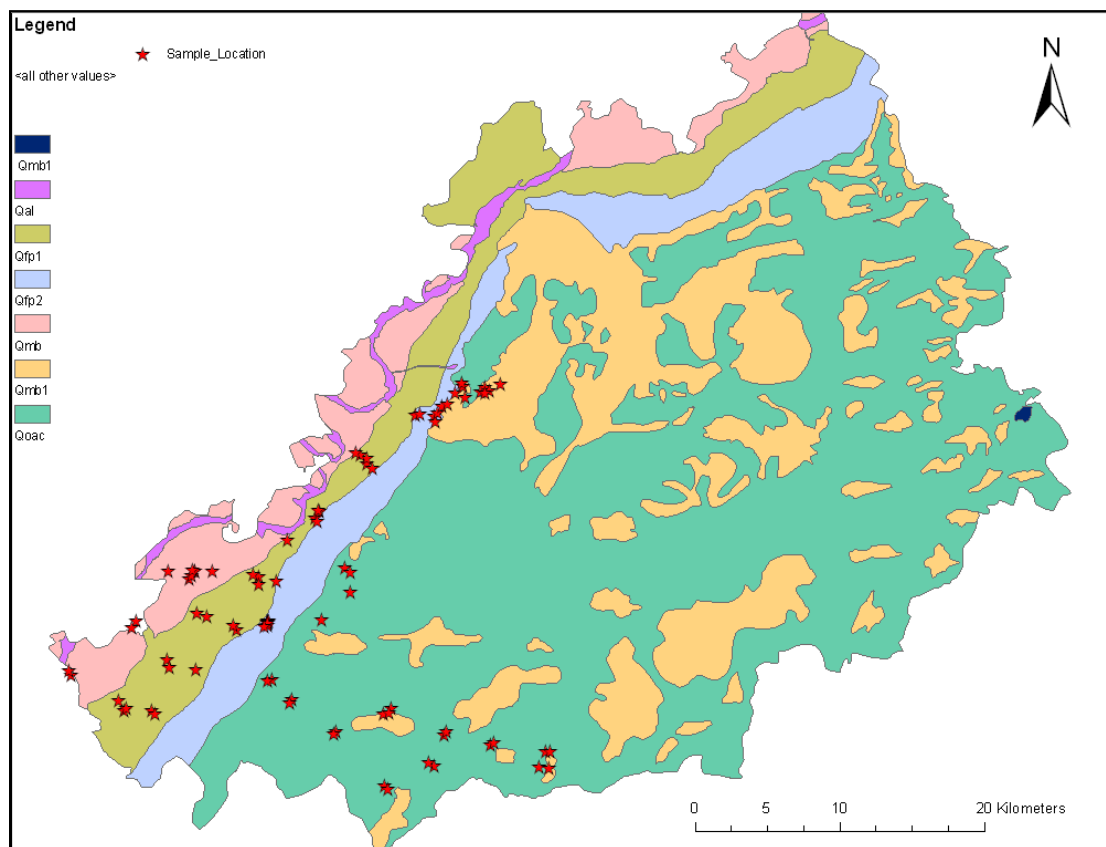 Legend
Sample_Location
<all other values>
Qmb1
Qal
Qfp1
Qfp2
Qmb
Qmb1
Qoac
N
0 5 10 20 Kilometers